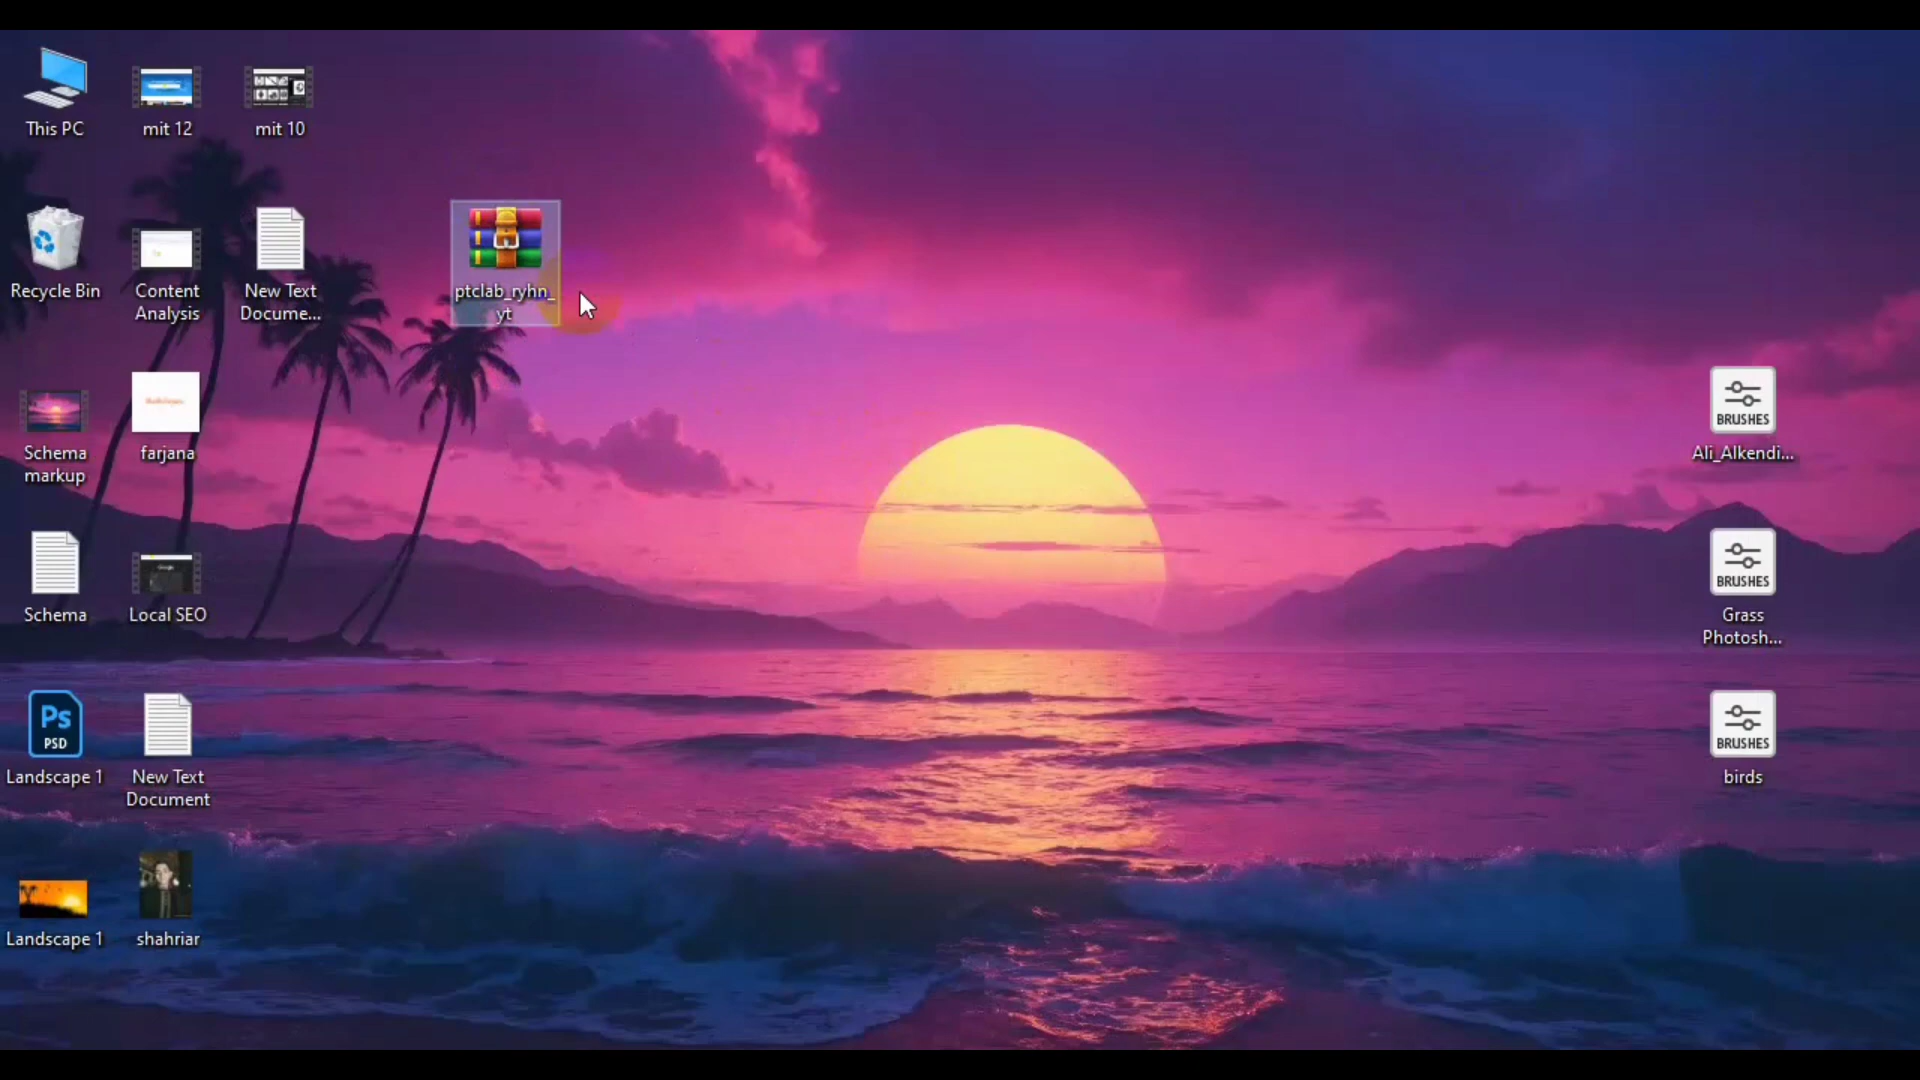 This PC
mit 12
mit 10
Recycle Bin
Content
Analysis
New Text
Docume...
ptclab_ryhn_
yt
Schema
markup
farjana
BRUSHES
Ali_Alkendi...
Schema
Local SEO
BRUSHES
Grass
Photosh...
Ps
PSD
Landscape 1
New Text
Document
BRUSHES
birds
Landscape 1
shahriar